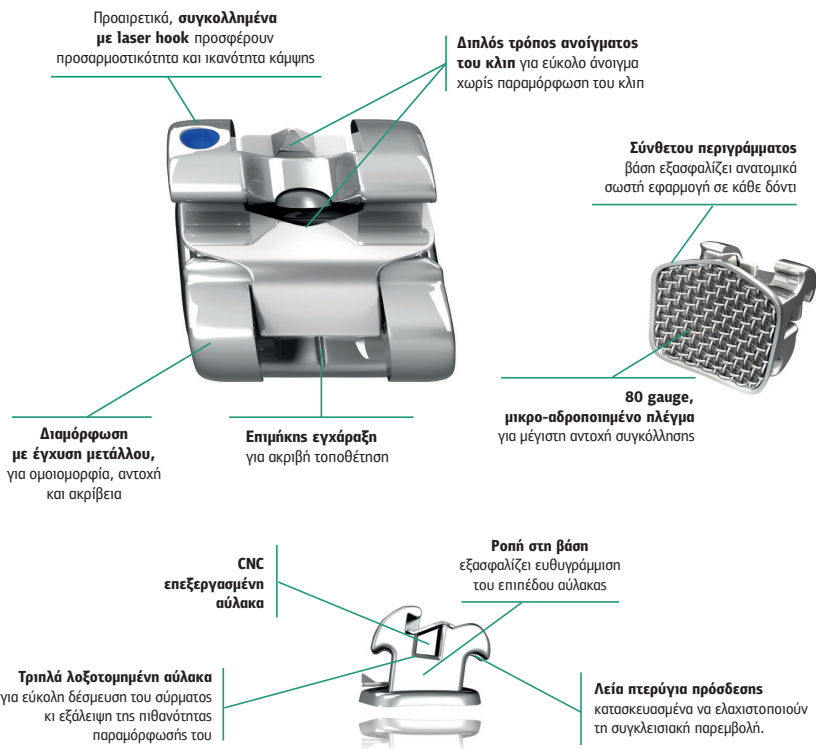 Προαιρετικά, συγκολλημένα
με laser hook προσφέρουν
προσαρμοστικότητα και ικανότητα κάμψης
Διπλός τρόπος ανοίγματος
του κλιπ για εύκολο άνοιγμα
χωρίς παραμόρφωση του κλιπ
Σύνθετου περιγράμματος
βάση εξασφαλίζει ανατομικά
σωστή εφαρμογή σε κάθε δόντι
80 gauge,
μικρο-αδροποιημένο πλέγμα
για μέγιστη αντοχή συγκόλλησης
Διαμόρφωση
με έγχυση μετάλλου,
για ομοιομορφία, αντοχή
και ακρίβεια
Επιμήκης εγχάραξη
για ακριβή τοποθέτηση
CNC
επεξεργασμένη
αύλακα
Ροπή στη βάση
εξασφαλίζει ευθυγράμμιση
του επιπέδου αύλακας
Τριπλά λοξοτομημένη αύλακα
για εύκολη δέσμευση του σύρματος
κι εξάλειψη της πιθανότητας
παραμόρφωσής του
Λεία πτερύγια πρόσδεσης
κατασκευασμένα να ελαχιστοποιούν
τη συγκλεισιακή παρεμβολή.